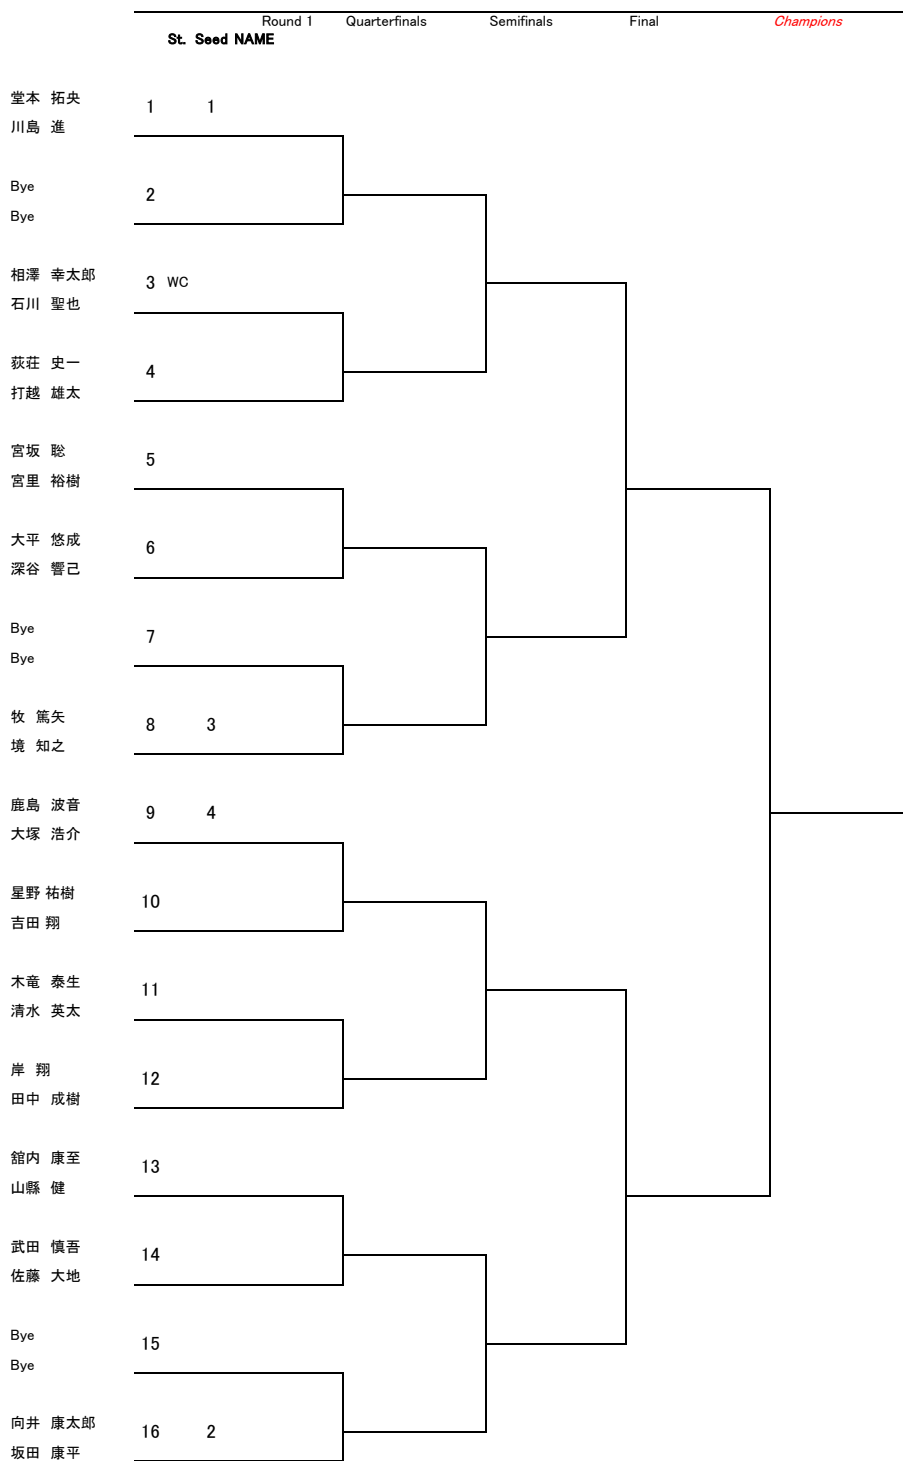 Round 1 Quarterfinals Semifinals Final Champions
St. Seed NAME
堂本 拓央
1 1
川島 進
Bye
2
Bye
相澤 幸太郎
3 WC
石川 聖也
荻荘 史一
4
打越 雄太
宮坂 聡
5
宮里 裕樹
大平 悠成
6
深谷 響己
Bye
7
Bye
牧 篤矢
8 3
境 知之
鹿島 波音
9 4
大塚 浩介
星野 祐樹
10
吉田 翔
木竜 泰生
11
清水 英太
岸 翔
12
田中 成樹
舘内 康至
13
山縣 健
武田 慎吾
14
佐藤 大地
Bye
15
Bye
向井 康太郎
16 2
坂田 康平